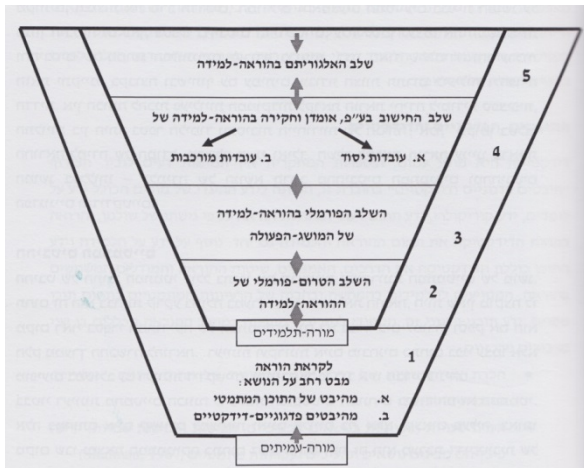 שלב האלגוריתם בהוראה-למידה
5
שלב החישוב בע״פ, אומדן וחקירה בהוראה-למידה של
4
א. עובדות יסוד
ב. עובדות מורכבות
השלב הפורמלי בהוראה-למידה
של המושג-הפעולה
3
השלב הטרום-פורמלי של
ההוראה-למידה
2
מורה-תלמידים
1
לקראת הוראה
מבט רחב על הנושא:
א. מהיבט של התוכן המתמטי
ב. מהיבטים פדגוגיים-דידקטיים
מורה-עמיתים